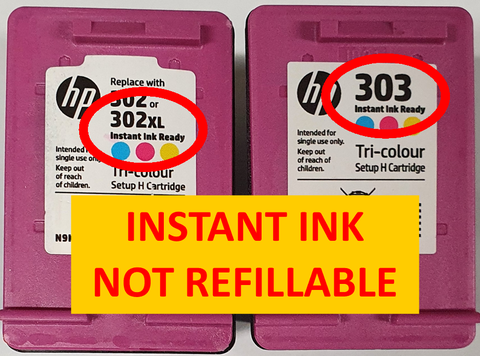 hp
Replace with
302 or
302XL
Instant Ink Ready
Intended for
single use only.
Keep out
of reach of
children.
Tri-colour
Setup H Cartridge
hp
303
Instant Ink Ready
Intended for
single use only.
Keep out
of reach of
children.
Tri-colour
Setup H Cartridge
INSTANT INK
NOT REFILLABLE